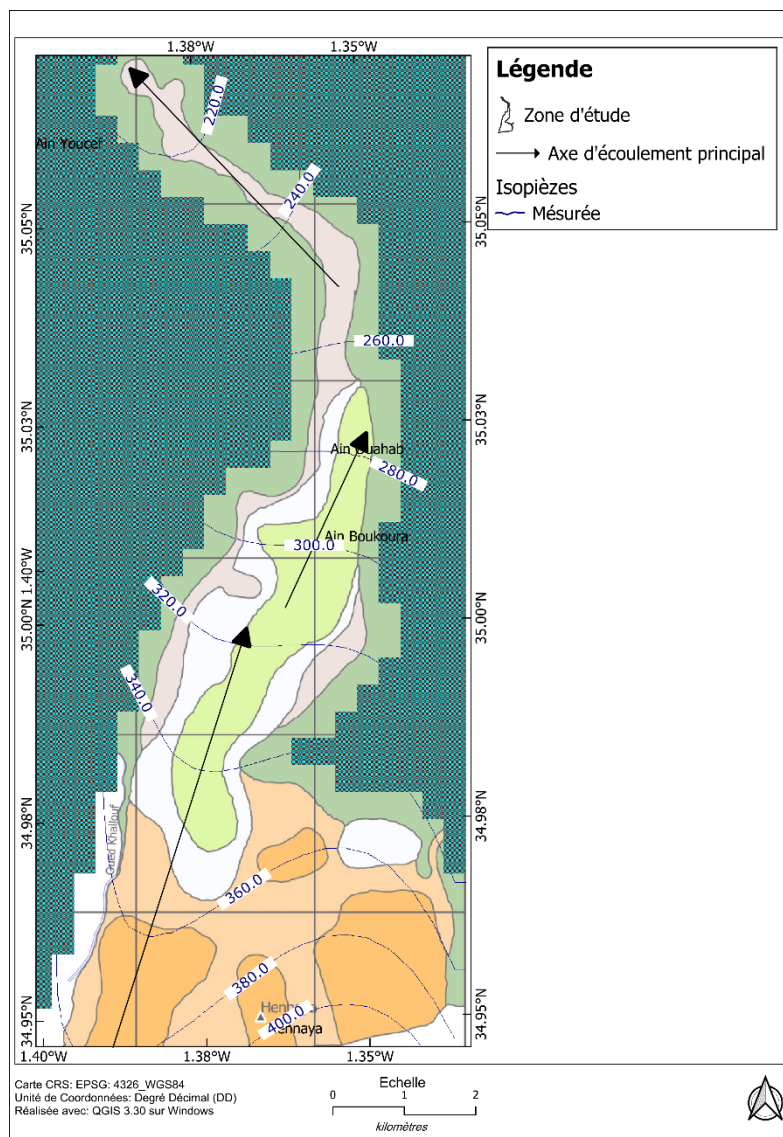 1.38°W 1.35°W
Légende
Zone d'étude
Axe d'écoulement principal
Isopièzes
Mésurée
220.0
Ain Youcef
240.0
35.05°N 35.05°N
260.0
35.03°N 35.03°N
Ain Ouahab
280.0
Ain Boukoura
300.0
1.40°W
320.0
35.00°N 35.00°N
340.0
34.98°N 34.98°N
Oued Khallouf
360.0
380.0
Hennaya
400.0
Hennaya
34.95°N 34.95°N
1.40°W 1.38°W 1.35°W
Carte CRS: EPSG: 4326_WGS84
Unité de Coordonnées: Degré Décimal (DD)
Réalisée avec: QGIS 3.30 sur Windows
Echelle
0 1 2
kilomètres